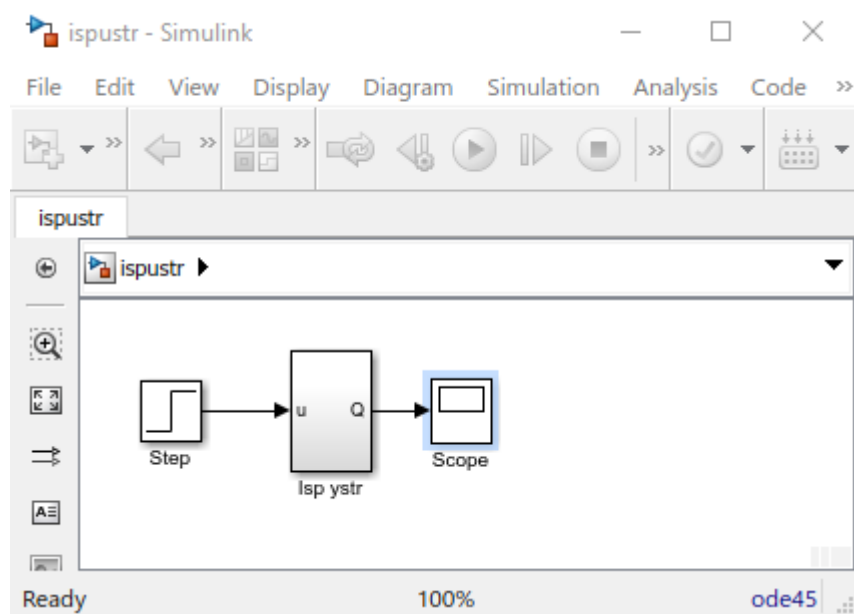 ispustr - Simulink
File Edit View Display Diagram Simulation Analysis Code »
ispustr
ispustr
u Q
Step
Scope
Isp ystr
Ready 100% ode45